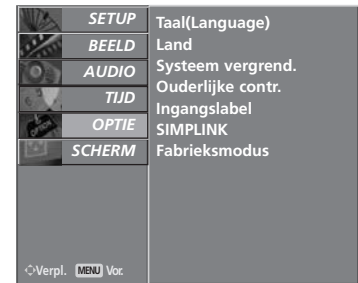 SETUP
BEELD
AUDIO
TIJD
OPTIE
SCHERM
Taal(Language)
Land
Systeem vergrend.
Ouderlijke contr.
Ingangslabel
SIMPLINK
Fabrieksmodus
Verpl. MENU Vor.